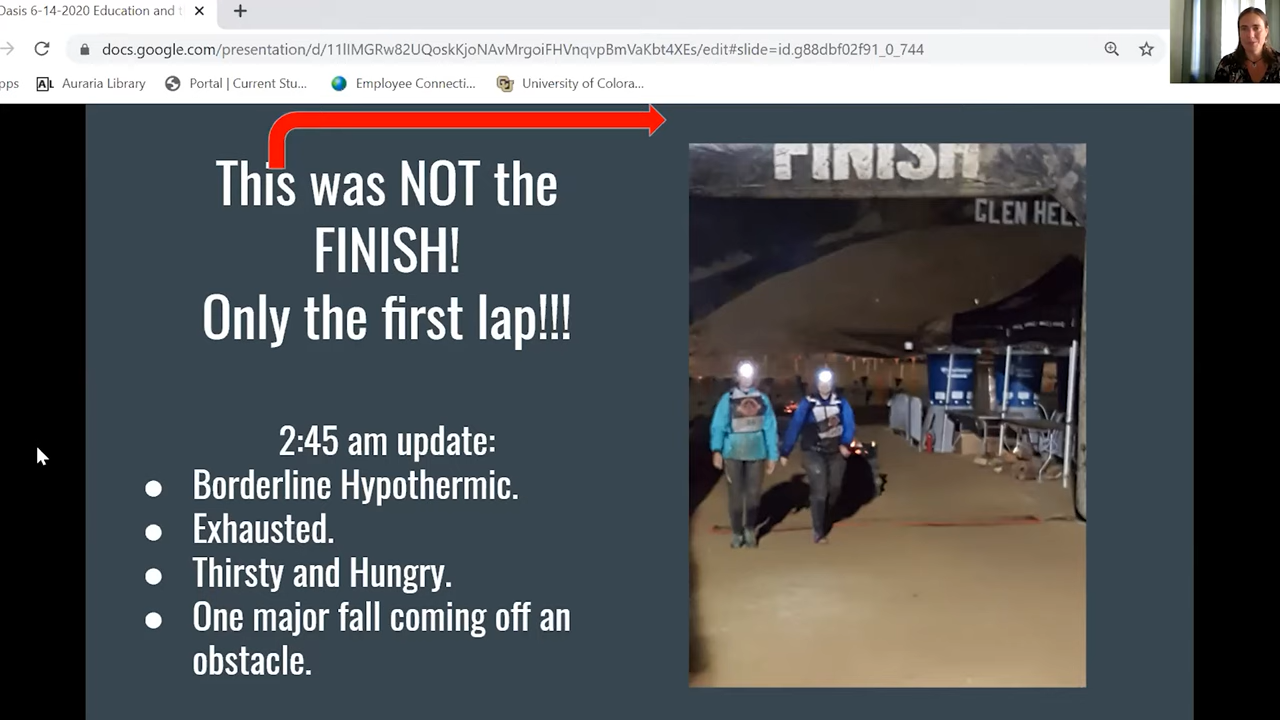 Oasis 6-14-2020 Education and
docs.google.com/presentation/d/11lIMGRw82UQoskKjoNAvMrgoiFHVnqvpBmVaKbt4XEs/edit#slide=id.g88dbf02f91_0_744
pps
Auraria Library
Portal | Current Stu...
Employee Connecti...
University of Colora...
This was NOT the
FINISH!
Only the first lap!!!
2:45 am update:
● Borderline Hypothermic.
● Exhausted.
● Thirsty and Hungry.
● One major fall coming off an
obstacle.
FINISH
GLEN HEL